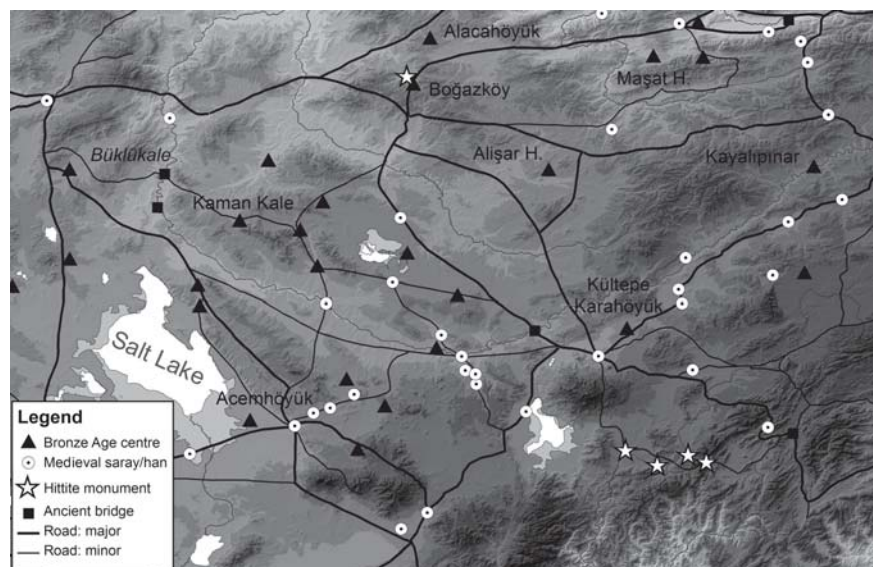 Alacahöyük
Boğazköy
Maşat H.
Büklükale
Alişar H.
Kayalıpınar
Kaman Kale
Kültepe
Karahöyük
Salt Lake
Acemhöyük
Legend
Bronze Age centre
Medieval saray/han
Hittite monument
Ancient bridge
Road: major
Road: minor